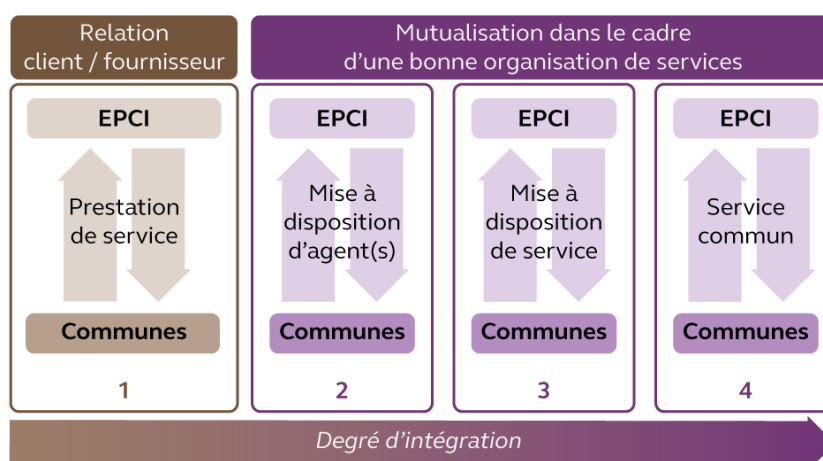 Relation
client / fournisseur
Mutualisation dans le cadre
d'une bonne organisation de services
EPCI
Prestation
de service
Communes
1
EPCI
Mise à
disposition
d'agent(s)
Communes
2
EPCI
Mise à
disposition
de service
Communes
3
EPCI
Service
commun
Communes
4
Degré d'intégration